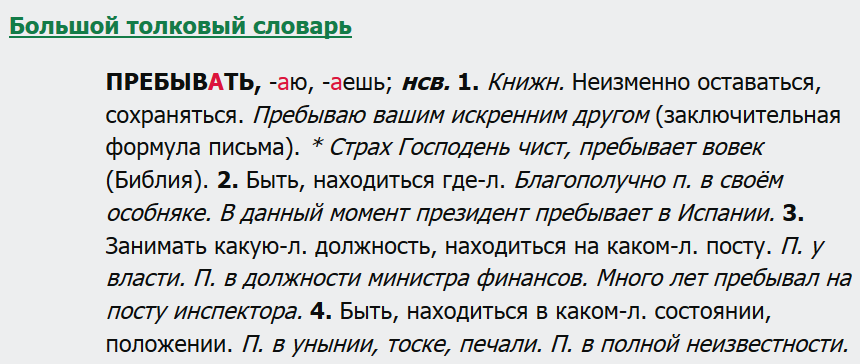 Большой толковый словарь
ПРЕБЫВАТЬ, -аю, -аешь; нсв. 1. Книжн. Неизменно оставаться,
сохраняться. Пребываю вашим искренним другом (заключительная
формула письма). * Страх Господень чист, пребывает вовек
(Библия). 2. Быть, находиться где-л. Благополучно п. в своём
особняке. В данный момент президент пребывает в Испании. 3.
Занимать какую-л. должность, находиться на каком-л. посту. П. у
власти. П. в должности министра финансов. Много лет пребывал на
посту инспектора. 4. Быть, находиться в каком-л. состоянии,
положении. П. в унынии, тоске, печали. П. в полной неизвестности.